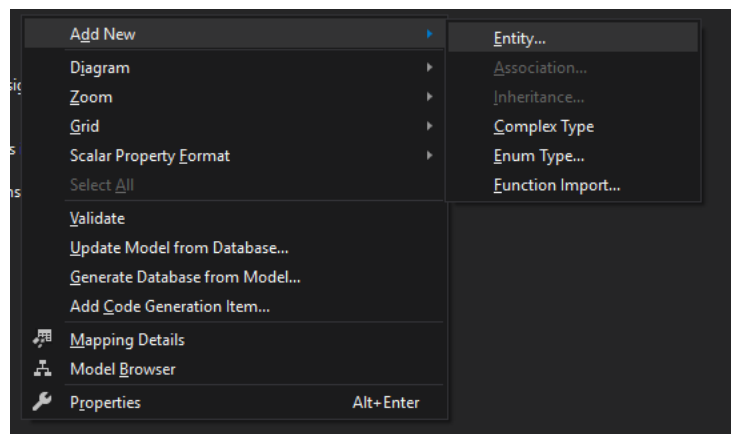 Add New
Entity...
Association...
Inheritance...
Complex Type
Enum Type...
Function Import...
Diagram
Zoom
Grid
Scalar Property Format
Select All
Validate
Update Model from Database...
Generate Database from Model...
Add Code Generation Item...
Mapping Details
Model Browser
Properties Alt+Enter